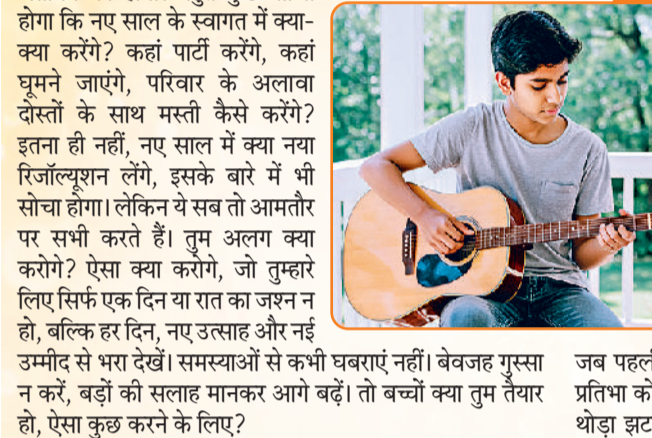 होगा कि नए साल के स्वागत में क्या-
क्या करेंगे? कहां पार्टी करेंगे, कहां
घूमने जाएंगे, परिवार के अलावा
दोस्तों के साथ मस्ती कैसे करेंगे?
इतना ही नहीं, नए साल में क्या नया
रिजॉल्यूशन लेंगे, इसके बारे में भी
सोचा होगा। लेकिन ये सब तो आमतौर
पर सभी करते हैं। तुम अलग क्या
करोगे? ऐसा क्या करोगे, जो तुम्हारे
लिए सिर्फ एक दिन या रात का जश्न न
हो, बल्कि हर दिन, नए उत्साह और नई
उम्मीद से भरा देखें। समस्याओं से कभी घबराएं नहीं। बेवजह गुस्सा
न करें, बड़ों की सलाह मानकर आगे बढ़ें। तो बच्चों क्या तुम तैयार
हो, ऐसा कुछ करने के लिए?
जब
प्रतिभा
थोड़ा